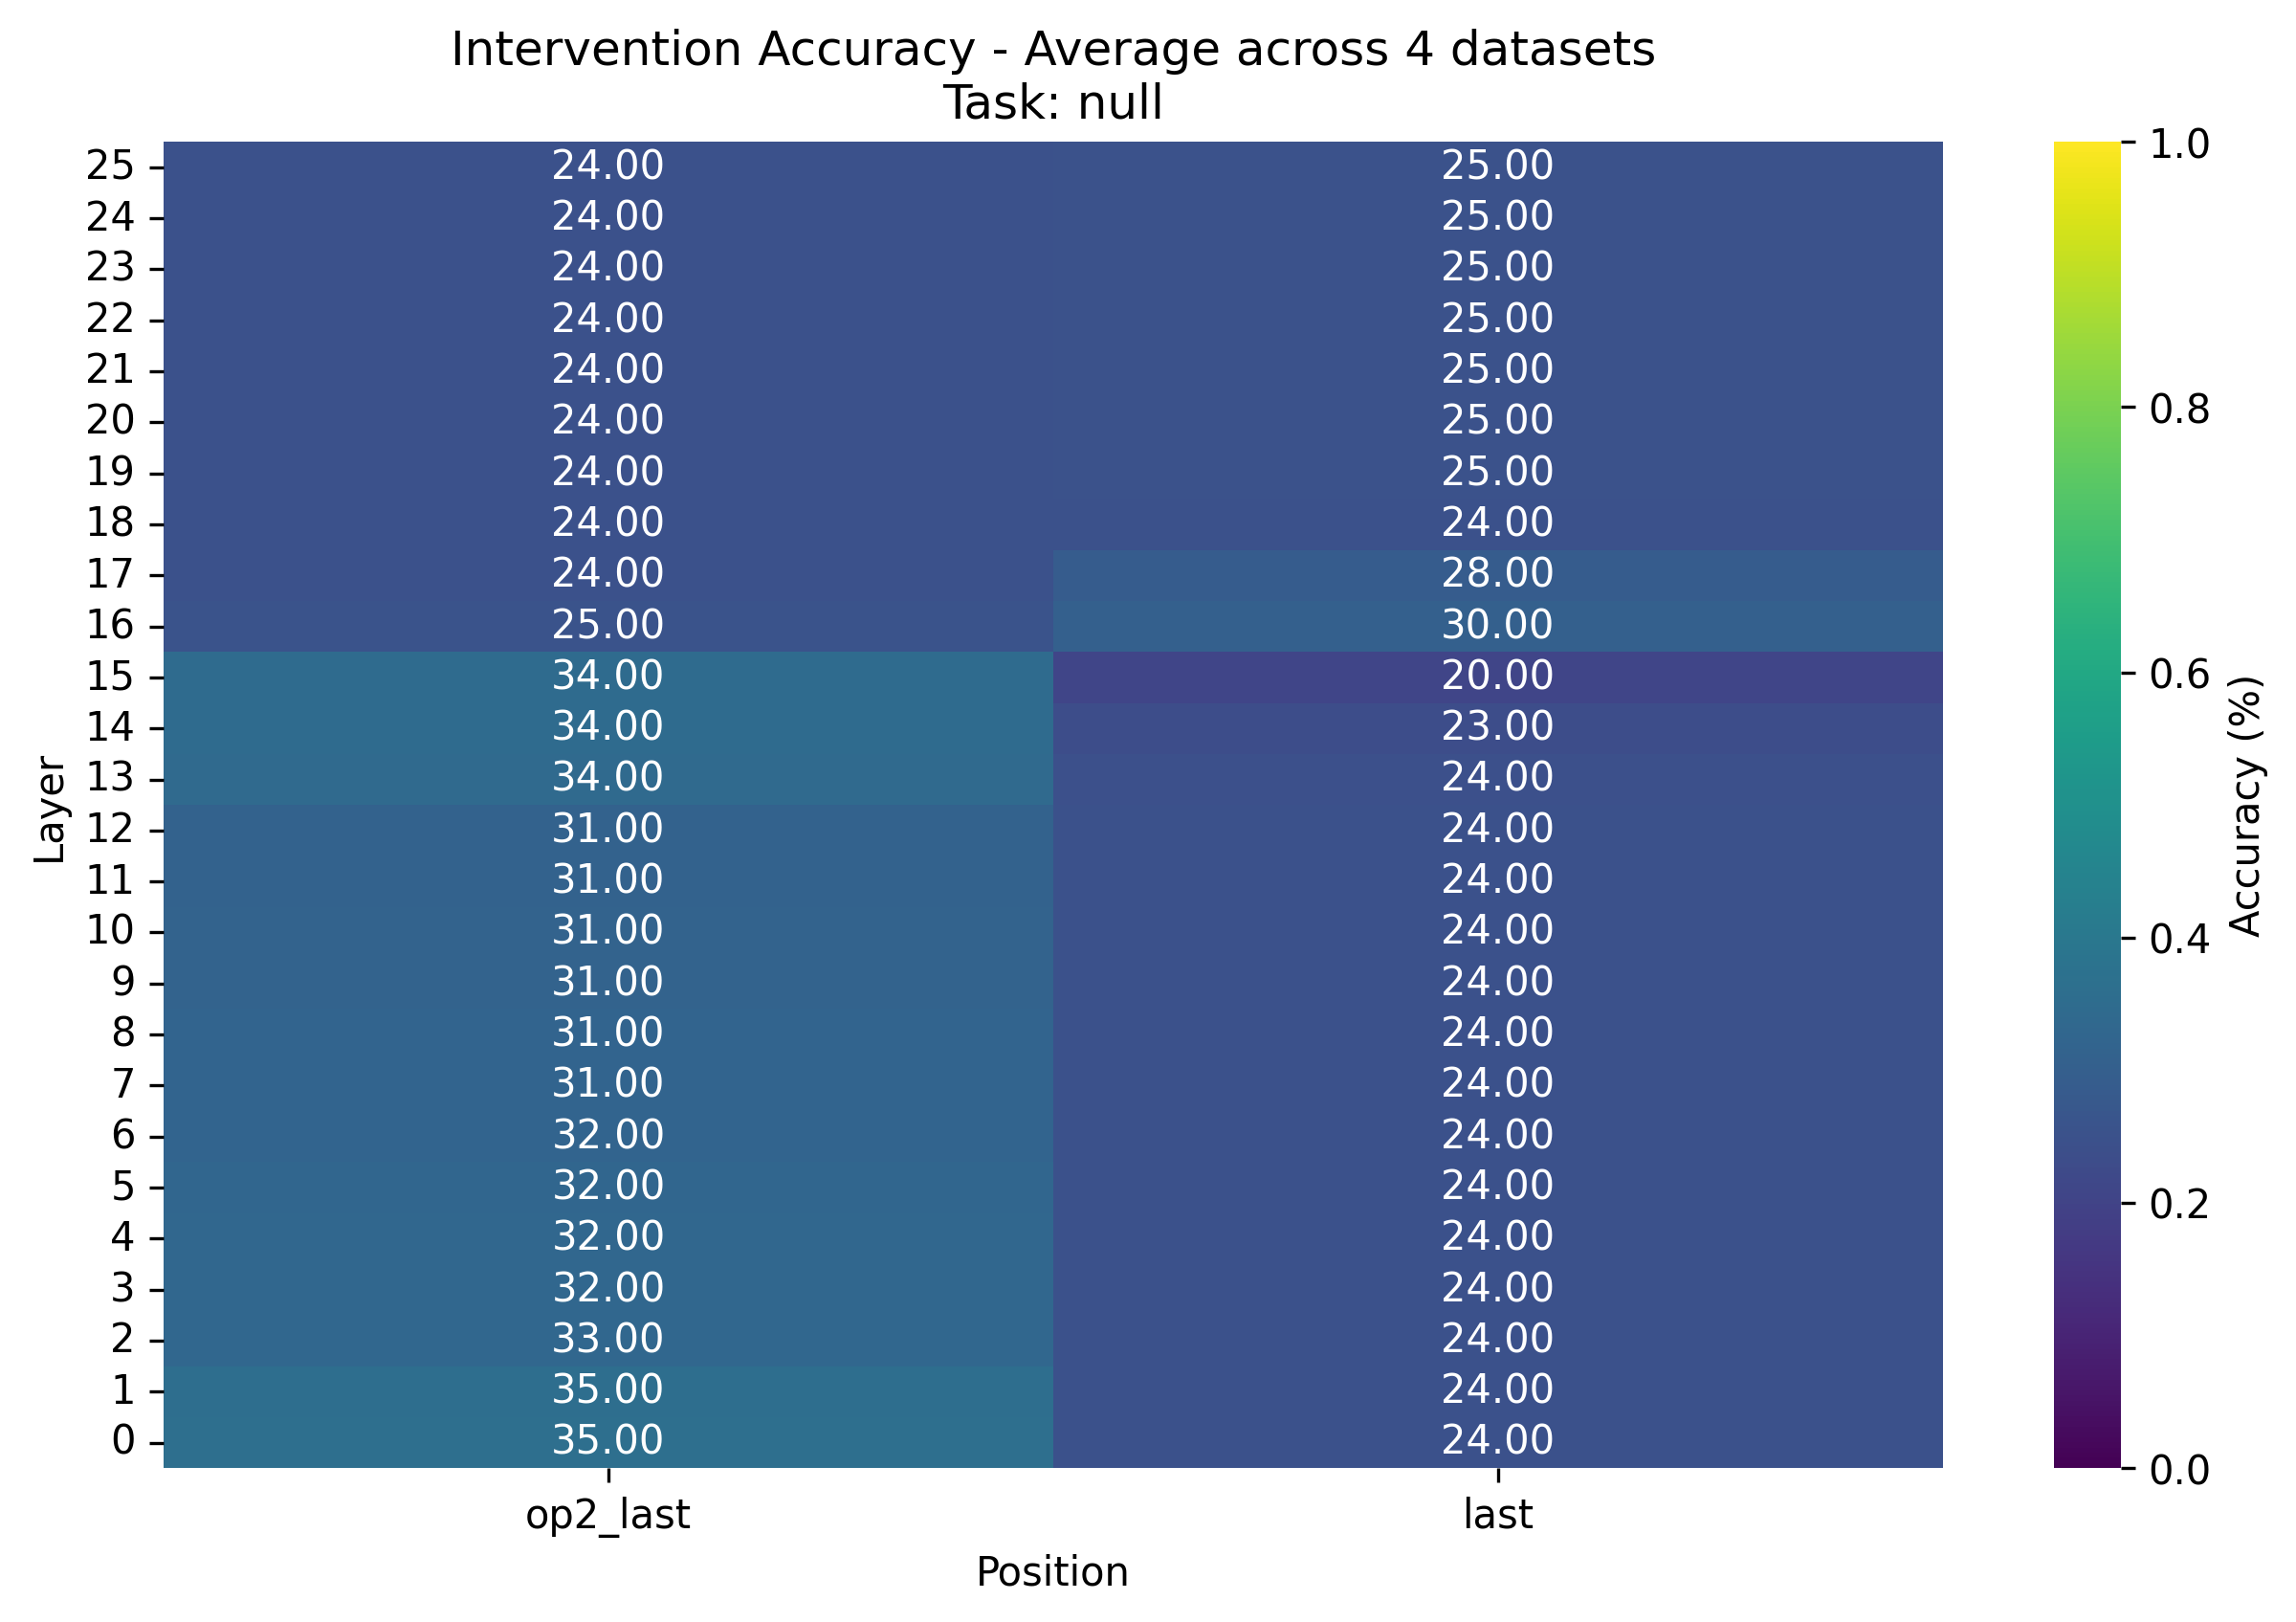 Intervention Accuracy - Average across 4 datasets
Task: null
25 24.00 25.00
24 24.00 25.00
23 24.00 25.00
22 24.00 25.00
21 24.00 25.00
20 24.00 25.00
19 24.00 25.00
18 24.00 24.00
17 24.00 28.00
16 25.00 30.00
15 34.00 20.00
14 34.00 23.00
13 34.00 24.00
12 31.00 24.00
11 31.00 24.00
10 31.00 24.00
9 31.00 24.00
8 31.00 24.00
7 31.00 24.00
6 32.00 24.00
5 32.00 24.00
4 32.00 24.00
3 32.00 24.00
2 33.00 24.00
1 35.00 24.00
0 35.00 24.00
op2_last last
Position
Layer
1.0
0.8
0.6
0.4
0.2
0.0
Accuracy (%)